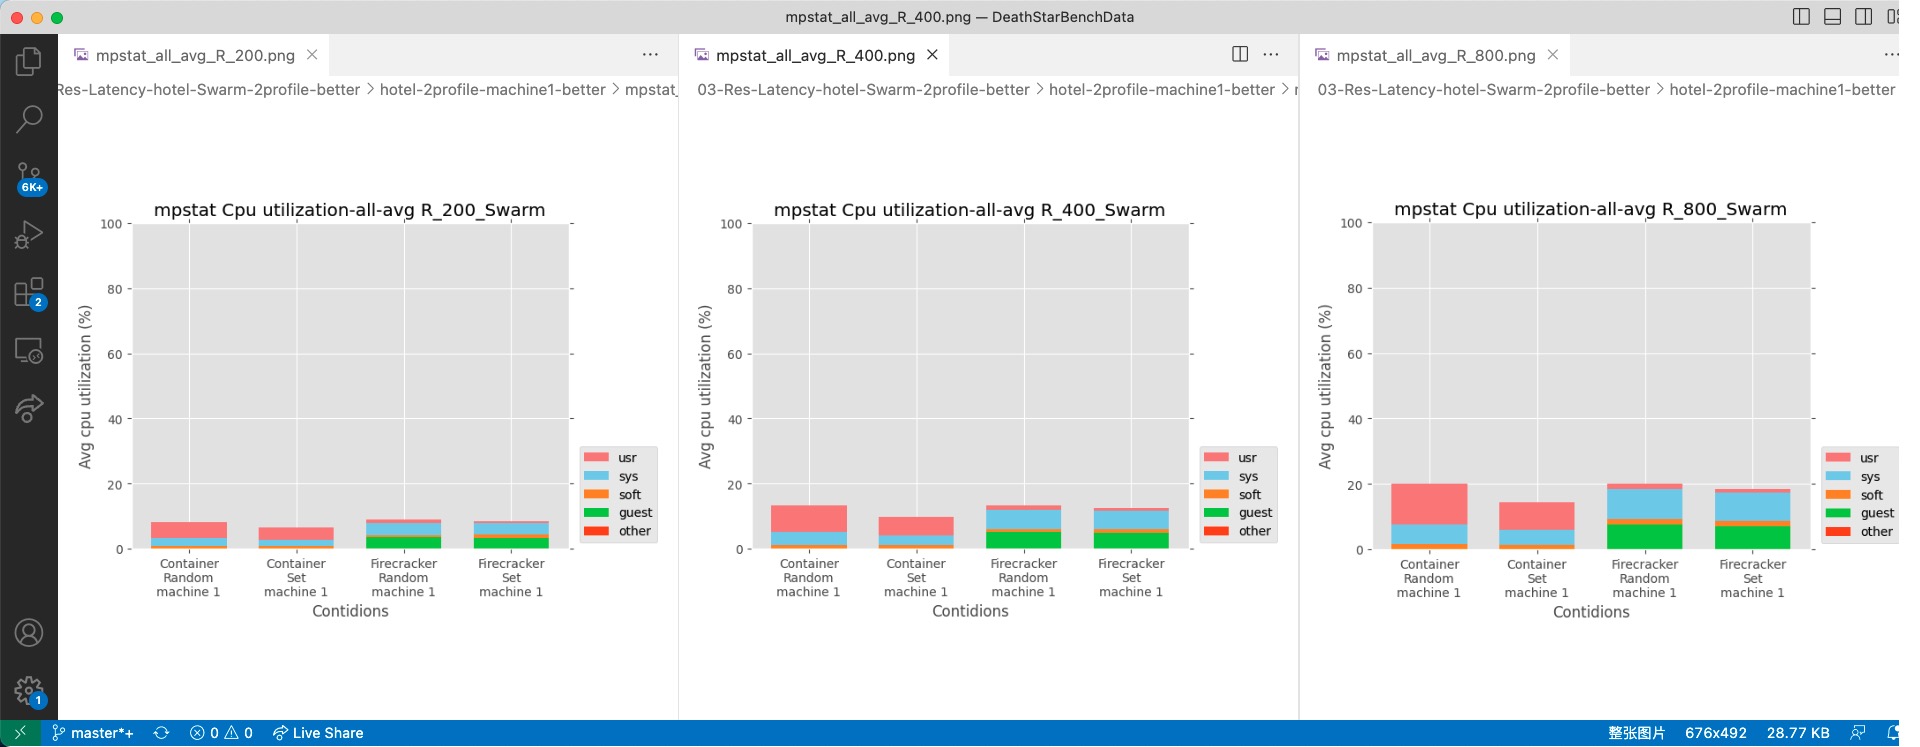 mpstat_all_avg_R_400.png — DeathStarBenchData
mpstat_all_avg_R_200.png
mpstat_all_avg_R_400.png
mpstat_all_avg_R_800.png
Res-Latency-hotel-Swarm-2profile-better > hotel-2profile-machine1-better > mpstat_
03-Res-Latency-hotel-Swarm-2profile-better > hotel-2profile-machine1-better >
03-Res-Latency-hotel-Swarm-2profile-better > hotel-2profile-machine1-better
6K+
2
1
mpstat Cpu utilization-all-avg R_200_Swarm
Avg cpu utilization (%)
100
80
60
40
20
0
Container Random machine 1
Container Set machine 1
Firecracker Random machine 1
Firecracker Set machine 1
Contidions
usr
sys
soft
guest
other
mpstat Cpu utilization-all-avg R_400_Swarm
Avg cpu utilization (%)
100
80
60
40
20
0
Container Random machine 1
Container Set machine 1
Firecracker Random machine 1
Firecracker Set machine 1
Contidions
usr
sys
soft
guest
other
mpstat Cpu utilization-all-avg R_800_Swarm
Avg cpu utilization (%)
100
80
60
40
20
0
Container Random machine 1
Container Set machine 1
Firecracker Random machine 1
Firecracker Set machine 1
Contidions
usr
sys
soft
guest
other
master*+
0
0
Live Share
整张图片
676x492
28.77 KB